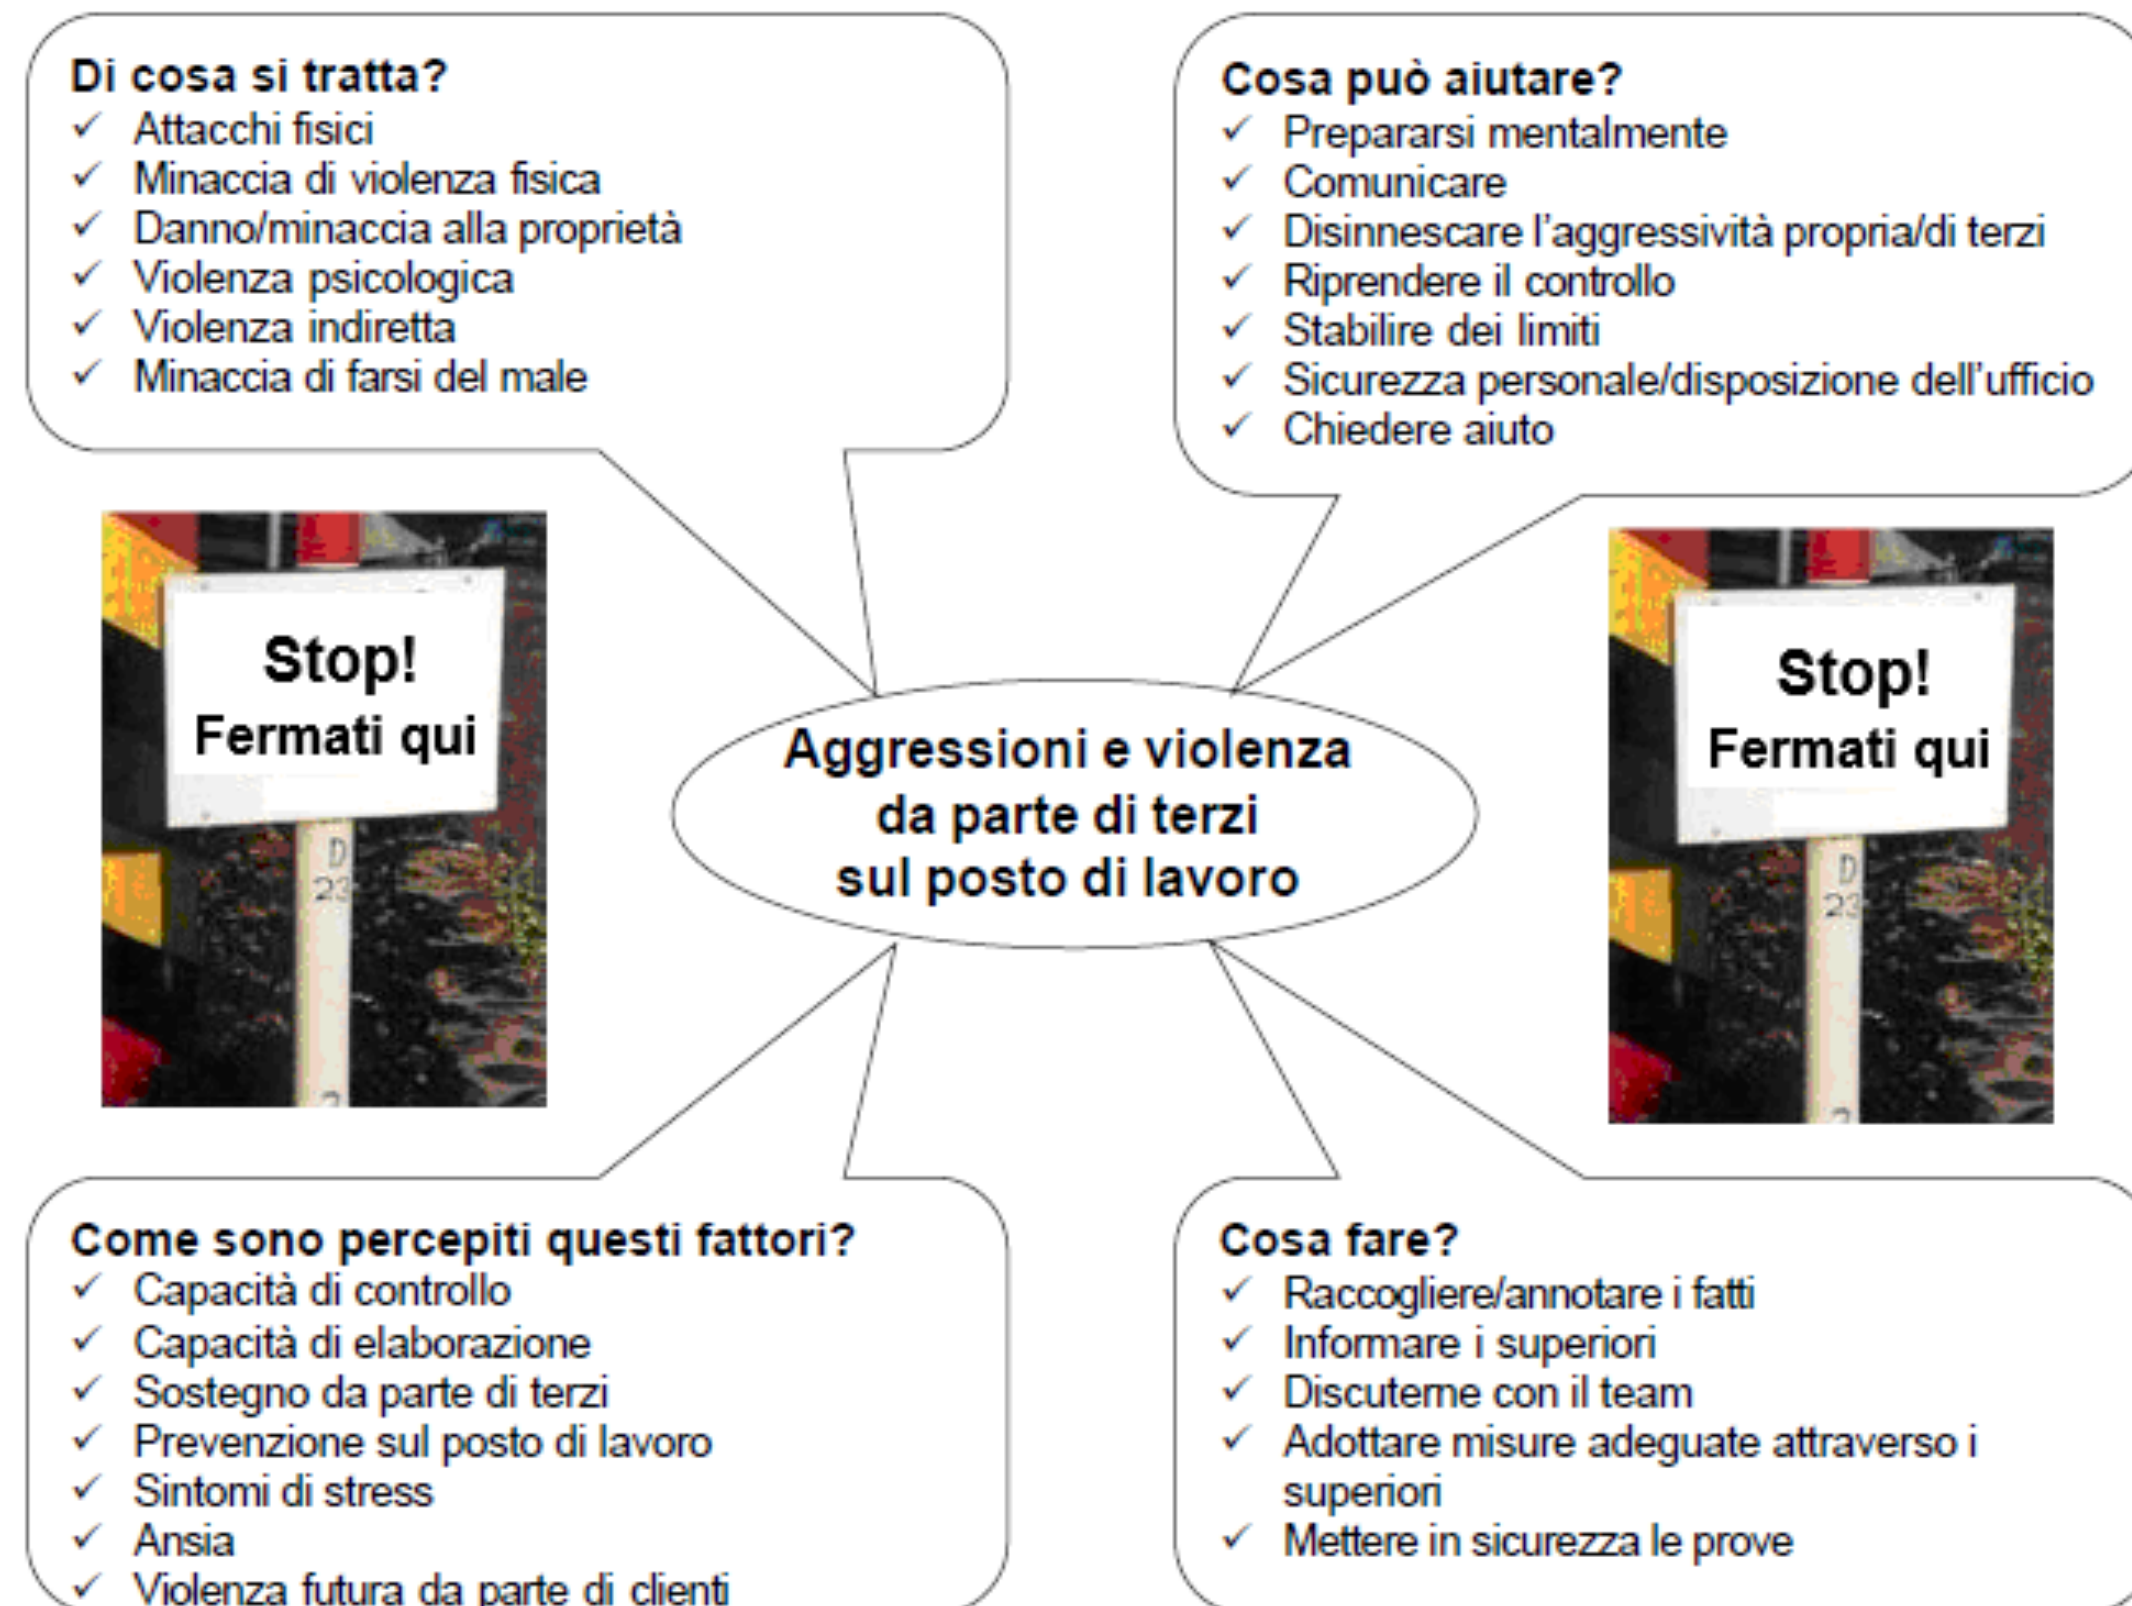 Di cosa si tratta?
✓ Attacchi fisici
✓ Minaccia di violenza fisica
✓ Danno/minaccia alla proprietà
✓ Violenza psicologica
✓ Violenza indiretta
✓ Minaccia di farsi del male
Cosa può aiutare?
✓ Prepararsi mentalmente
✓ Comunicare
✓ Disinnescare l'aggressività propria/di terzi
✓ Riprendere il controllo
✓ Stabilire dei limiti
✓ Sicurezza personale/disposizione dell'ufficio
✓ Chiedere aiuto
Stop!
Fermati qui
D
23
2
Aggressioni e violenza
da parte di terzi
sul posto di lavoro
Stop!
Fermati qui
D
23
2
Come sono percepiti questi fattori?
✓ Capacità di controllo
✓ Capacità di elaborazione
✓ Sostegno da parte di terzi
✓ Prevenzione sul posto di lavoro
✓ Sintomi di stress
✓ Ansia
✓ Violenza futura da parte di clienti
Cosa fare?
✓ Raccogliere/annotare i fatti
✓ Informare i superiori
✓ Discuterne con il team
✓ Adottare misure adeguate attraverso i
superiori
✓ Mettere in sicurezza le prove